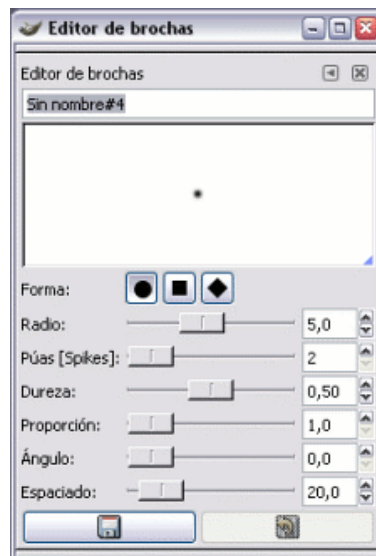 Editor de brochas
Editor de brochas
Sin nombre#4
Forma:
Radio: 5,0
Púas [Spikes]: 2
Dureza: 0,50
Proporción: 1,0
Ángulo: 0,0
Espaciado: 20,0